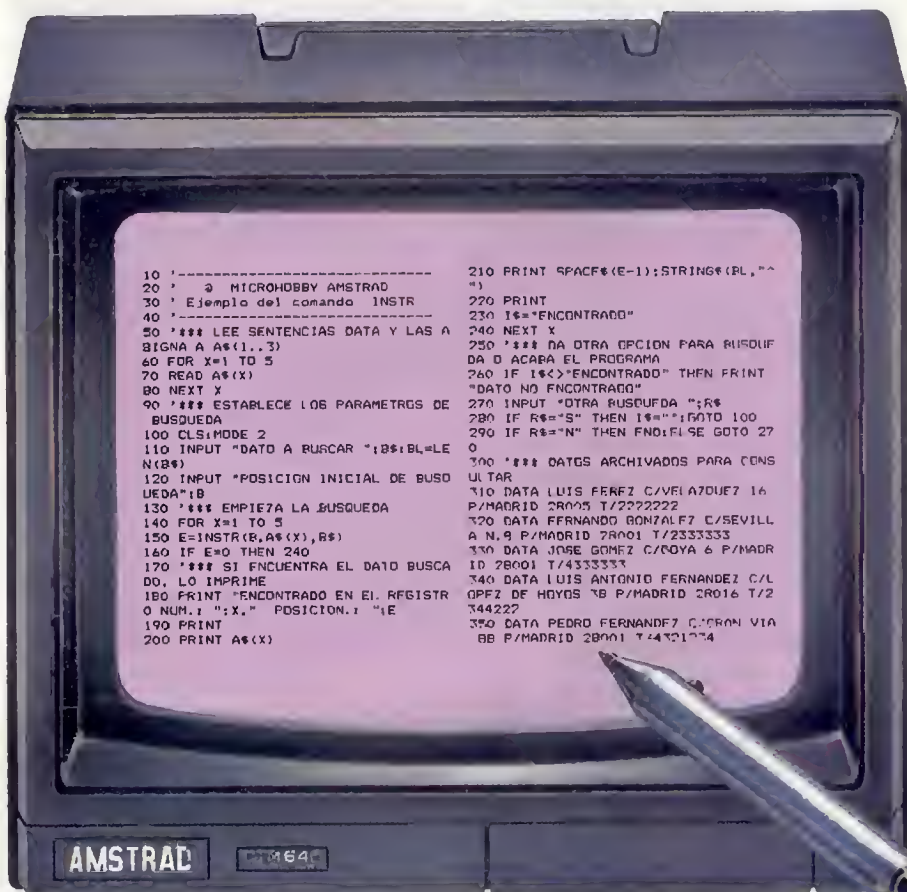 10 '-----------------------------
20 '    @ MICROHOBBY AMSTRAD
30 ' Ejemplo del comando INSTR
40 '-----------------------------
50 '*** LEE SENTENCIAS DATA Y LAS A
SIGNA A A$(1..3)
60 FOR X=1 TO 5
70 READ A$(X)
80 NEXT X
90 '*** ESTABLECE LOS PARAMETROS DE
BUSQUEDA
100 CLS:MODE 2
110 INPUT "DATO A BUSCAR ";B$:BL=LE
N(B$)
120 INPUT "POSICION INICIAL DE BUSQ
UEDA";B
130 '*** EMPIEZA LA BUSQUEDA
140 FOR X=1 TO 5
150 E=INSTR(B,A$(X),B$)
160 IF E=0 THEN 240
170 '*** SI ENCUENTRA EL DATO BUSCA
DO, LO IMPRIME
180 PRINT "ENCONTRADO EN EL REGISTR
O NUM.: ";X,"  POSICION.: ";E
190 PRINT
200 PRINT A$(X)
210 PRINT SPACE$(E-1);STRING$(BL,"^
")
220 PRINT
230 I$="ENCONTRADO"
240 NEXT X
250 '*** DA OTRA OPCION PARA BUSQUE
DA O ACABA EL PROGRAMA
260 IF I$<>"ENCONTRADO" THEN PRINT
"DATO NO ENCONTRADO"
270 INPUT "OTRA BUSQUEDA ";R$
280 IF R$="S" THEN I$="":GOTO 100
290 IF R$="N" THEN END:ELSE GOTO 27
0
300 '*** DATOS ARCHIVADOS PARA CONS
ULTAR
310 DATA LUIS PEREZ C/VELAZQUEZ 16
P/MADRID 28005 T/2222222
320 DATA FERNANDO GONZALEZ C/SEVILL
A N.9 P/MADRID 28001 T/2333333
330 DATA JOSE GOMEZ C/GOYA 6 P/MADR
ID 28001 T/4333333
340 DATA LUIS ANTONIO FERNANDEZ C/L
OPEZ DE HOYOS 38 P/MADRID 28016 T/2
344222
350 DATA PEDRO FERNANDEZ C/GRAN VIA
88 P/MADRID 28001 T/4321234
AMSTRAD
64